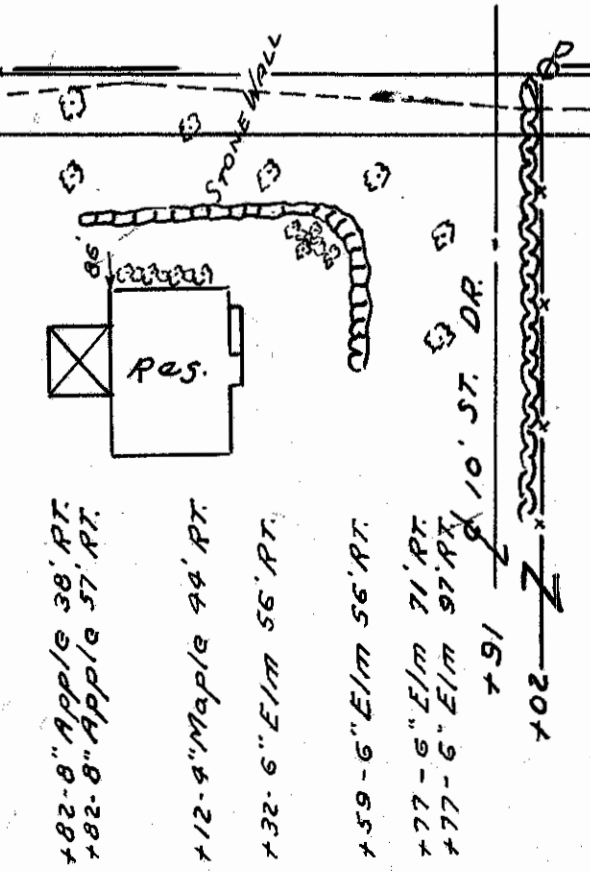 +82-8" Apple 38' RT.
+82-8" Apple 57' RT.
+12-4" Maple 44' RT.
+32-6" Elm 56' RT.
+59-6" Elm 56' RT.
+77-6" Elm 71' RT.
+77-6" Elm 97' RT.
+91 ℄ 10' ST. DR.
+02
Res.
86'
STONE WALL
P